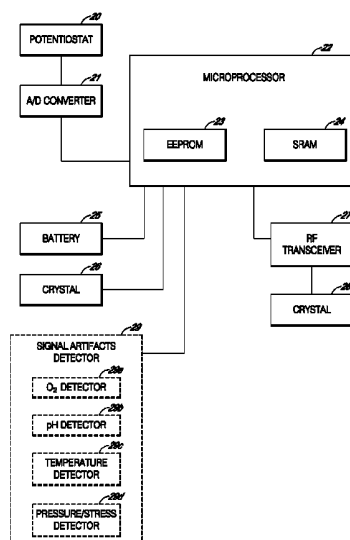 20
POTENTIOSTAT
21
A/D CONVERTER
22
MICROPROCESSOR
23
EEPROM
24
SRAM
25
BATTERY
26
CRYSTAL
27
RF
TRANSCEIVER
28
CRYSTAL
29
SIGNAL ARTIFACTS
DETECTOR
29a
O₂ DETECTOR
29b
pH DETECTOR
29c
TEMPERATURE
DETECTOR
29d
PRESSURE/STRESS
DETECTOR